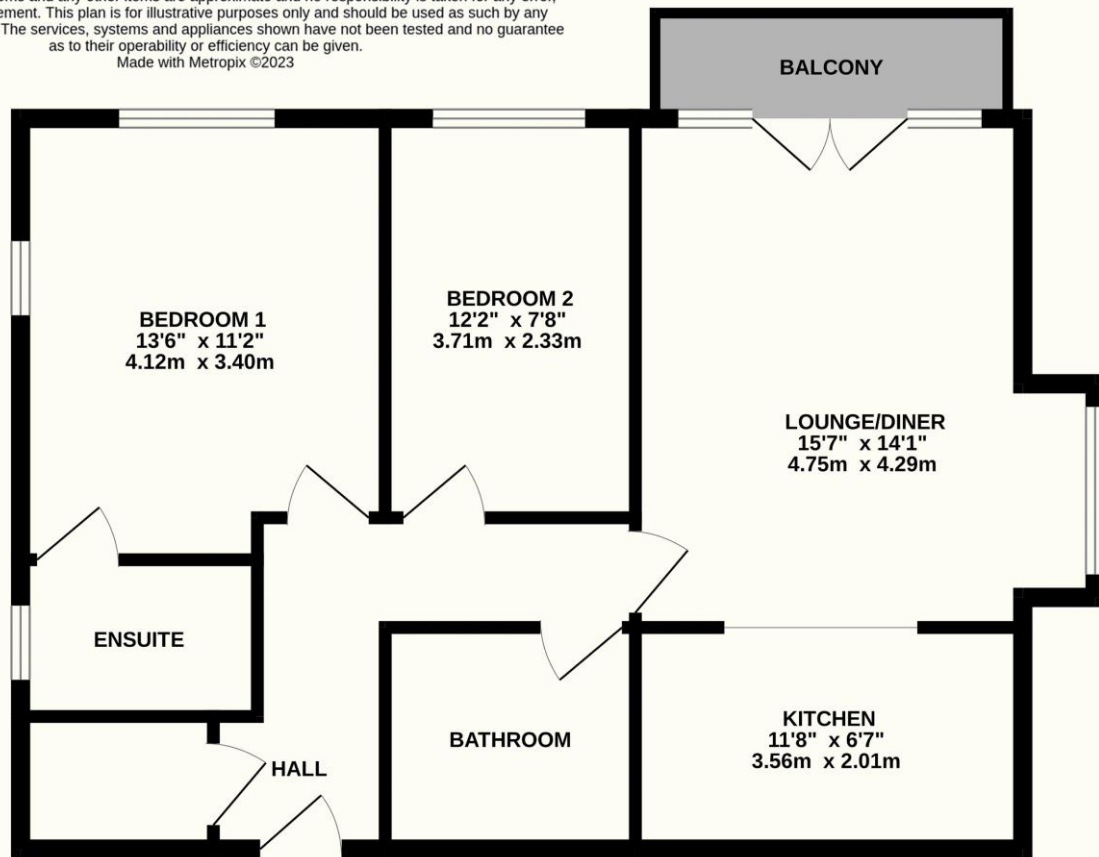 ement. This plan is for illustrative purposes only and should be used as such by any
The services, systems and appliances shown have not been tested and no guarantee
as to their operability or efficiency can be given.
Made with Metropix ©2023
BALCONY
BEDROOM 1
13'6" x 11'2"
4.12m x 3.40m
BEDROOM 2
12'2" x 7'8"
3.71m x 2.33m
LOUNGE/DINER
15'7" x 14'1"
4.75m x 4.29m
ENSUITE
HALL
BATHROOM
KITCHEN
11'8" x 6'7"
3.56m x 2.01m